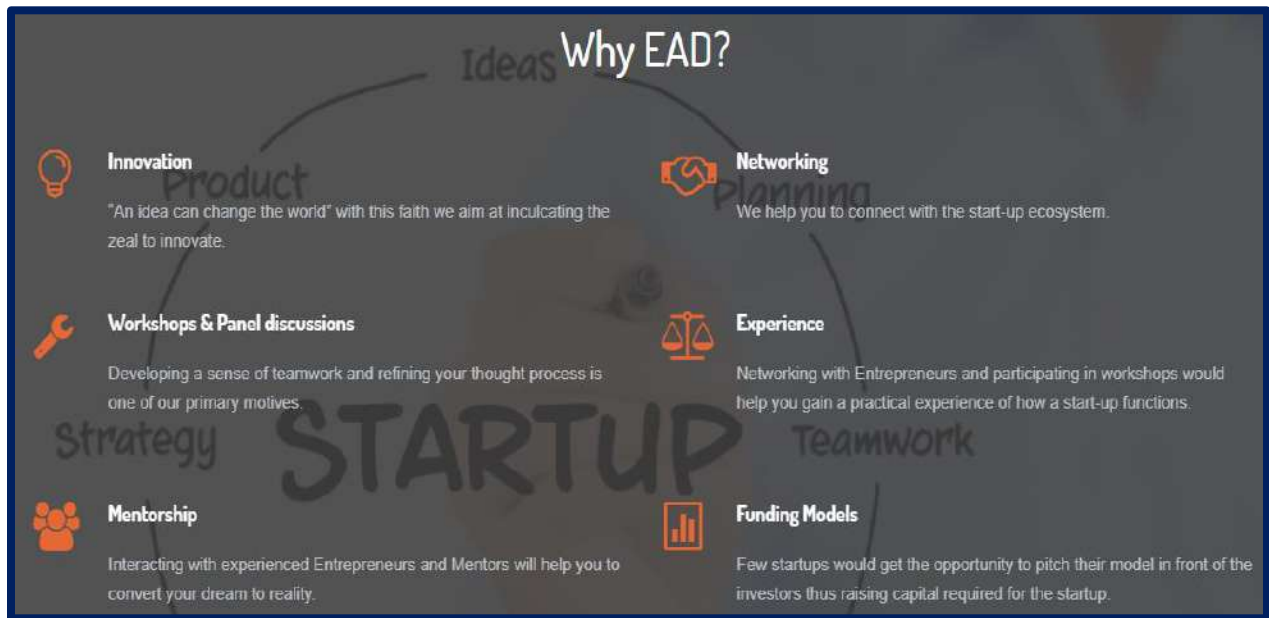 Why EAD?
Ideas
Product
Planning
Strategy
STARTUP
Teamwork
Innovation
"An idea can change the world" with this faith we aim at inculcating the
zeal to innovate.
Networking
We help you to connect with the start-up ecosystem.
Workshops & Panel discussions
Developing a sense of teamwork and refining your thought process is
one of our primary motives.
Experience
Networking with Entrepreneurs and participating in workshops would
help you gain a practical experience of how a start-up functions.
Mentorship
Interacting with experienced Entrepreneurs and Mentors will help you to
convert your dream to reality.
Funding Models
Few startups would get the opportunity to pitch their model in front of the
investors thus raising capital required for the startup.